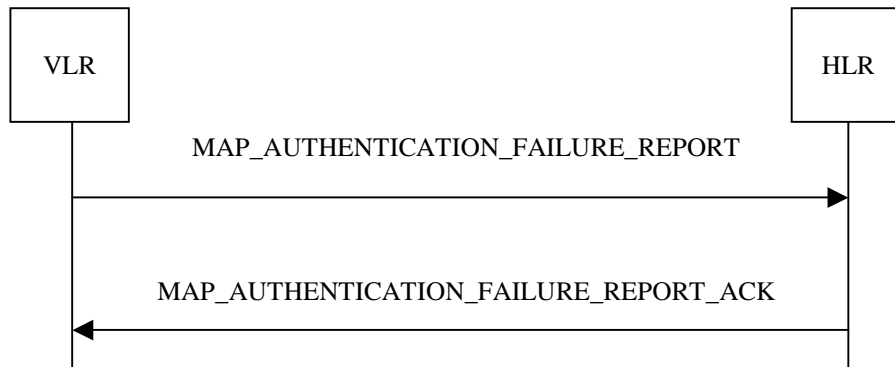 VLR
HLR
MAP_AUTHENTICATION_FAILURE_REPORT
MAP_AUTHENTICATION_FAILURE_REPORT_ACK